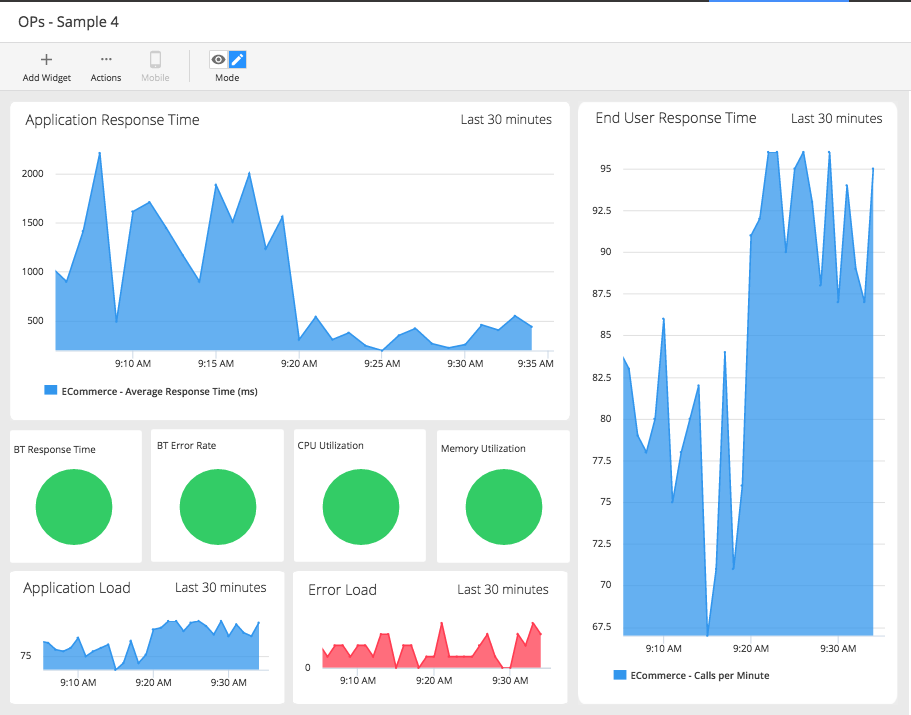 OPs - Sample 4
Add Widget
Actions
Mobile
Mode
Application Response Time
Last 30 minutes
2000
1500
1000
500
9:10 AM 9:15 AM 9:20 AM 9:25 AM 9:30 AM 9:35 AM
ECommerce - Average Response Time (ms)
End User Response Time
Last 30 minutes
95
92.5
90
87.5
85
82.5
80
77.5
75
72.5
70
67.5
9:10 AM 9:20 AM 9:30 AM
ECommerce - Calls per Minute
BT Response Time
BT Error Rate
CPU Utilization
Memory Utilization
Application Load
Last 30 minutes
75
9:10 AM 9:20 AM 9:30 AM
Error Load
Last 30 minutes
0
9:10 AM 9:20 AM 9:30 AM